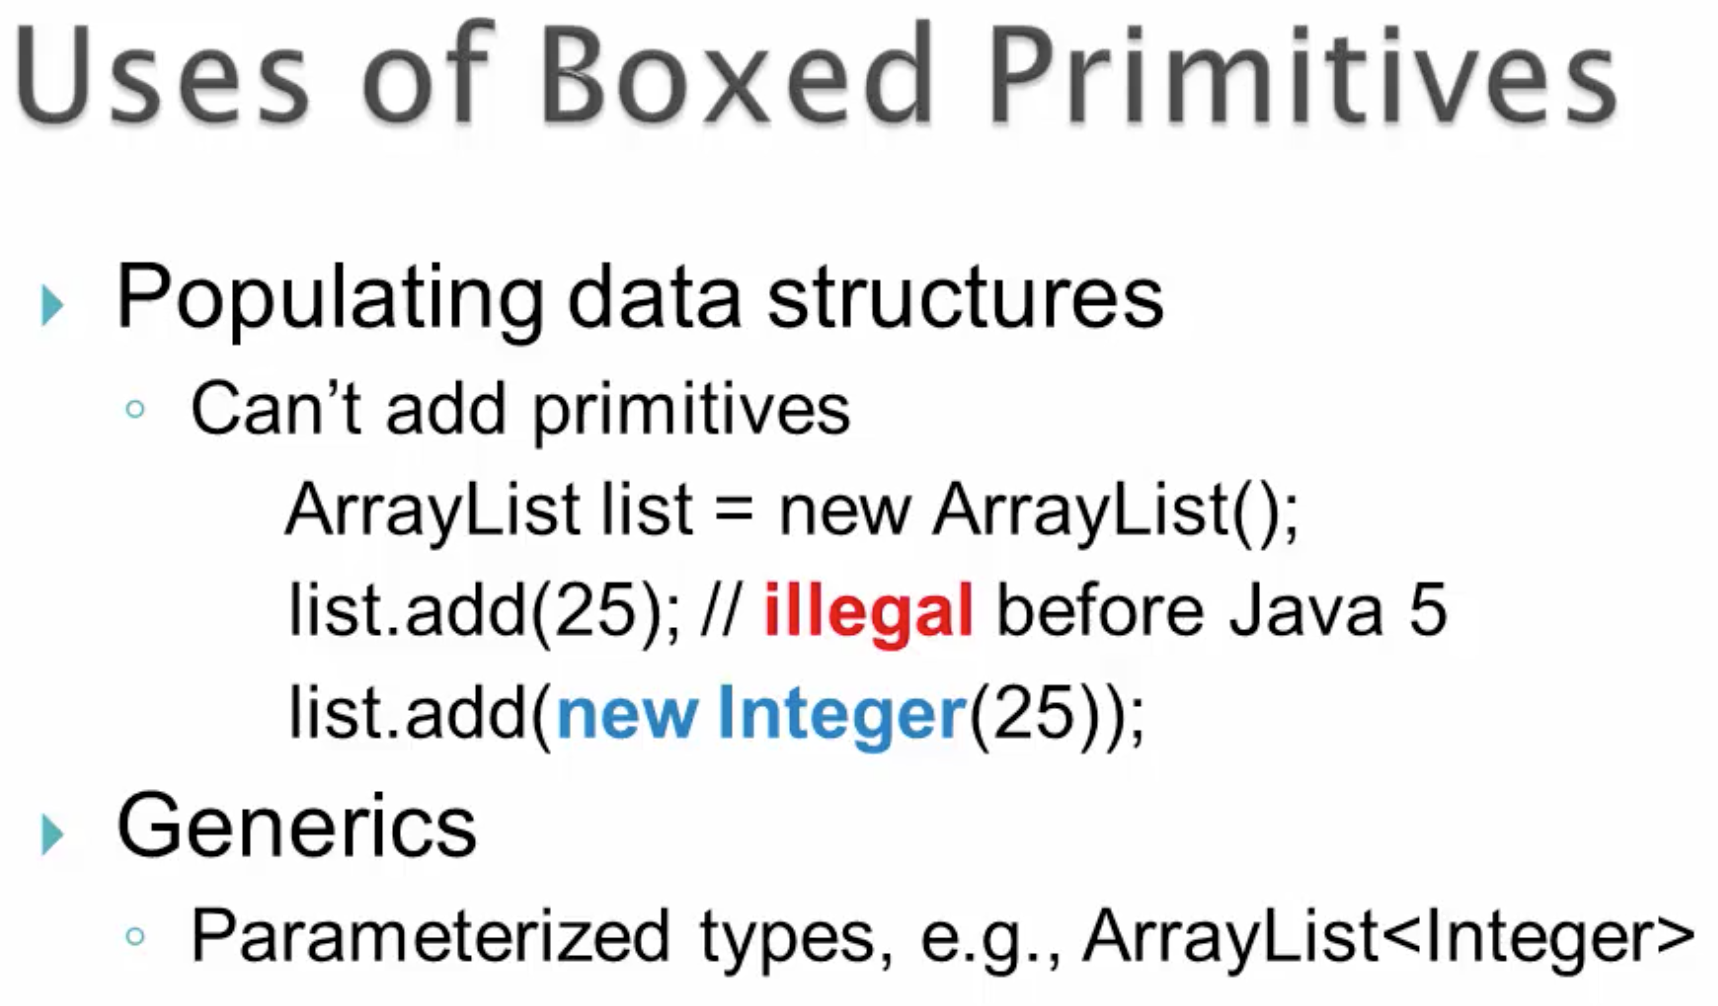 Uses of Boxed Primitives
Populating data structures
Can’t add primitives
ArrayList list = new ArrayList();
list.add(25); // illegal before Java 5
list.add(new Integer(25));
Generics
Parameterized types, e.g., ArrayList<Integer>